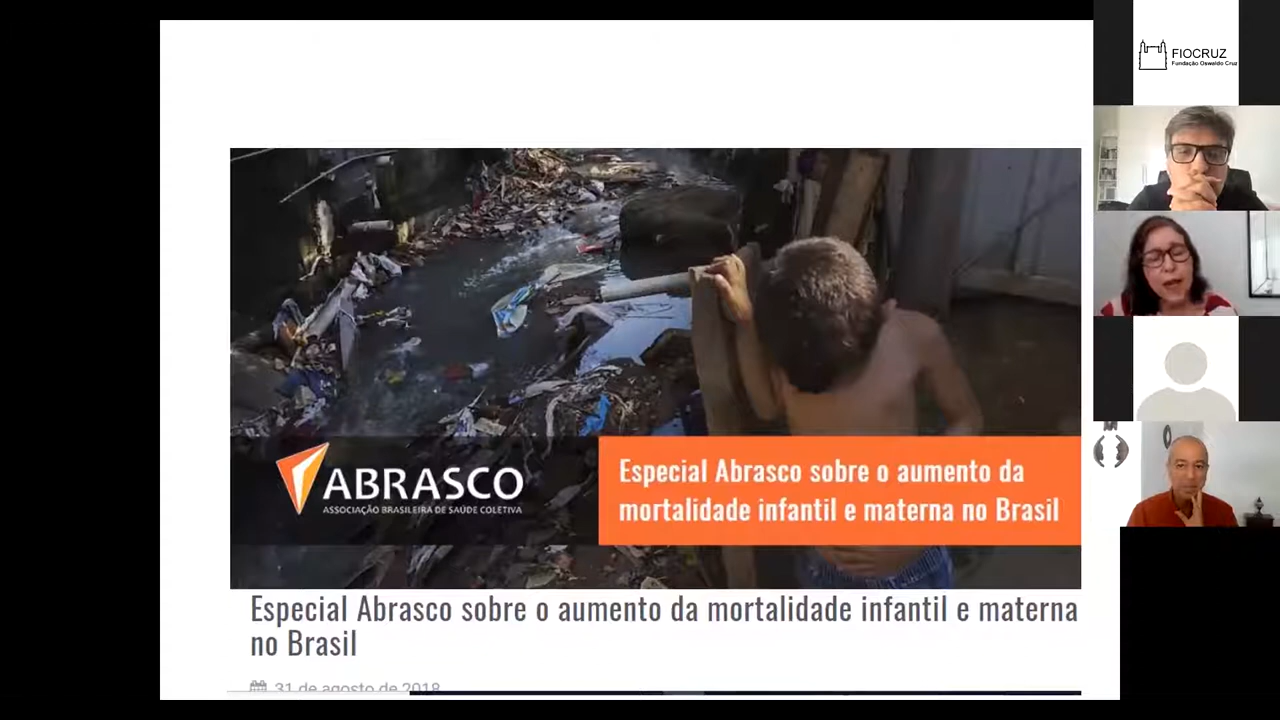 FIOCRUZ
Fundação Oswaldo Cruz
ABRASCO
ASSOCIAÇÃO BRASILEIRA DE SAÚDE COLETIVA
Especial Abrasco sobre o aumento da
mortalidade infantil e materna no Brasil
Especial Abrasco sobre o aumento da mortalidade infantil e materna
no Brasil
31 de agosto de 2018